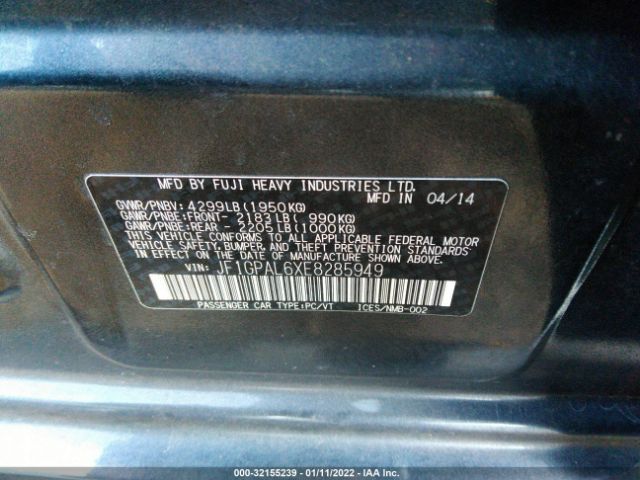 MFD BY FUJI HEAVY INDUSTRIES LTD.
MFD IN 04/14
GVWR/PNBV: 4299LB(1950KG)
GAWR/PNBE:FRONT- 2183LB( 990KG)
GAWR/PNBE:REAR - 2205LB(1000KG)
THIS VEHICLE CONFORMS TO ALL APPLICABLE FEDERAL MOTOR
VEHICLE SAFETY, BUMPER, AND THEFT PREVENTION STANDARDS
IN EFFECT ON THE DATE OF MANUFACTURE SHOWN ABOVE.
VIN: JF1GPAL6XE8285949
PASSENGER CAR TYPE:PC/VT ICES/NMB-002
000-32155239 - 01/11/2022 - IAA Inc.